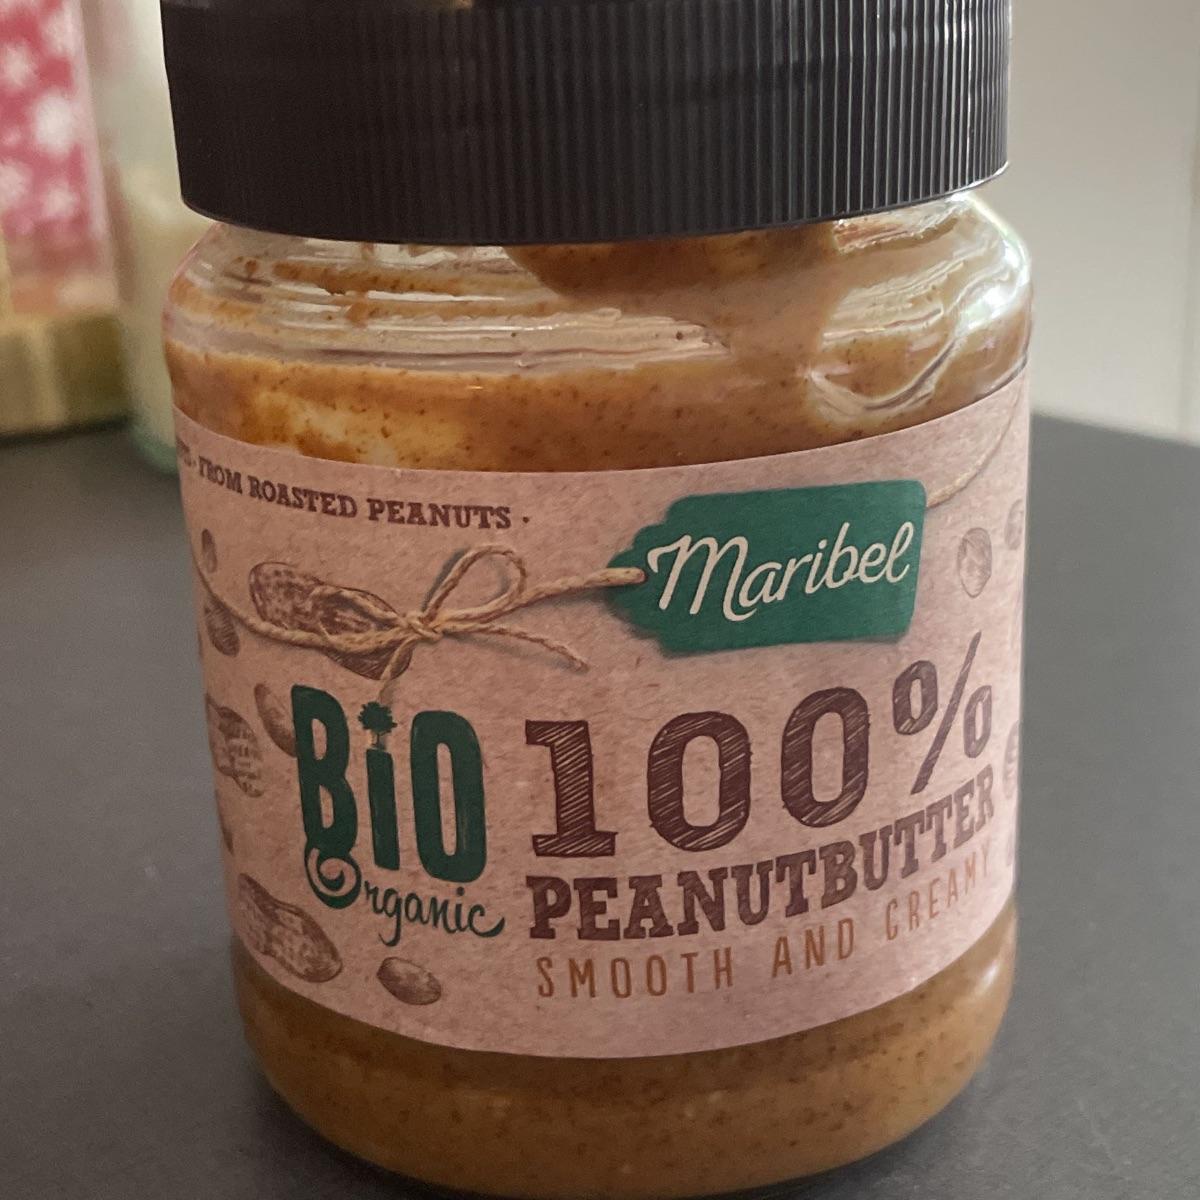 · FROM ROASTED PEANUTS ·
Maribel
BiO
Organic
100%
PEANUTBUTTER
SMOOTH AND CREAMY